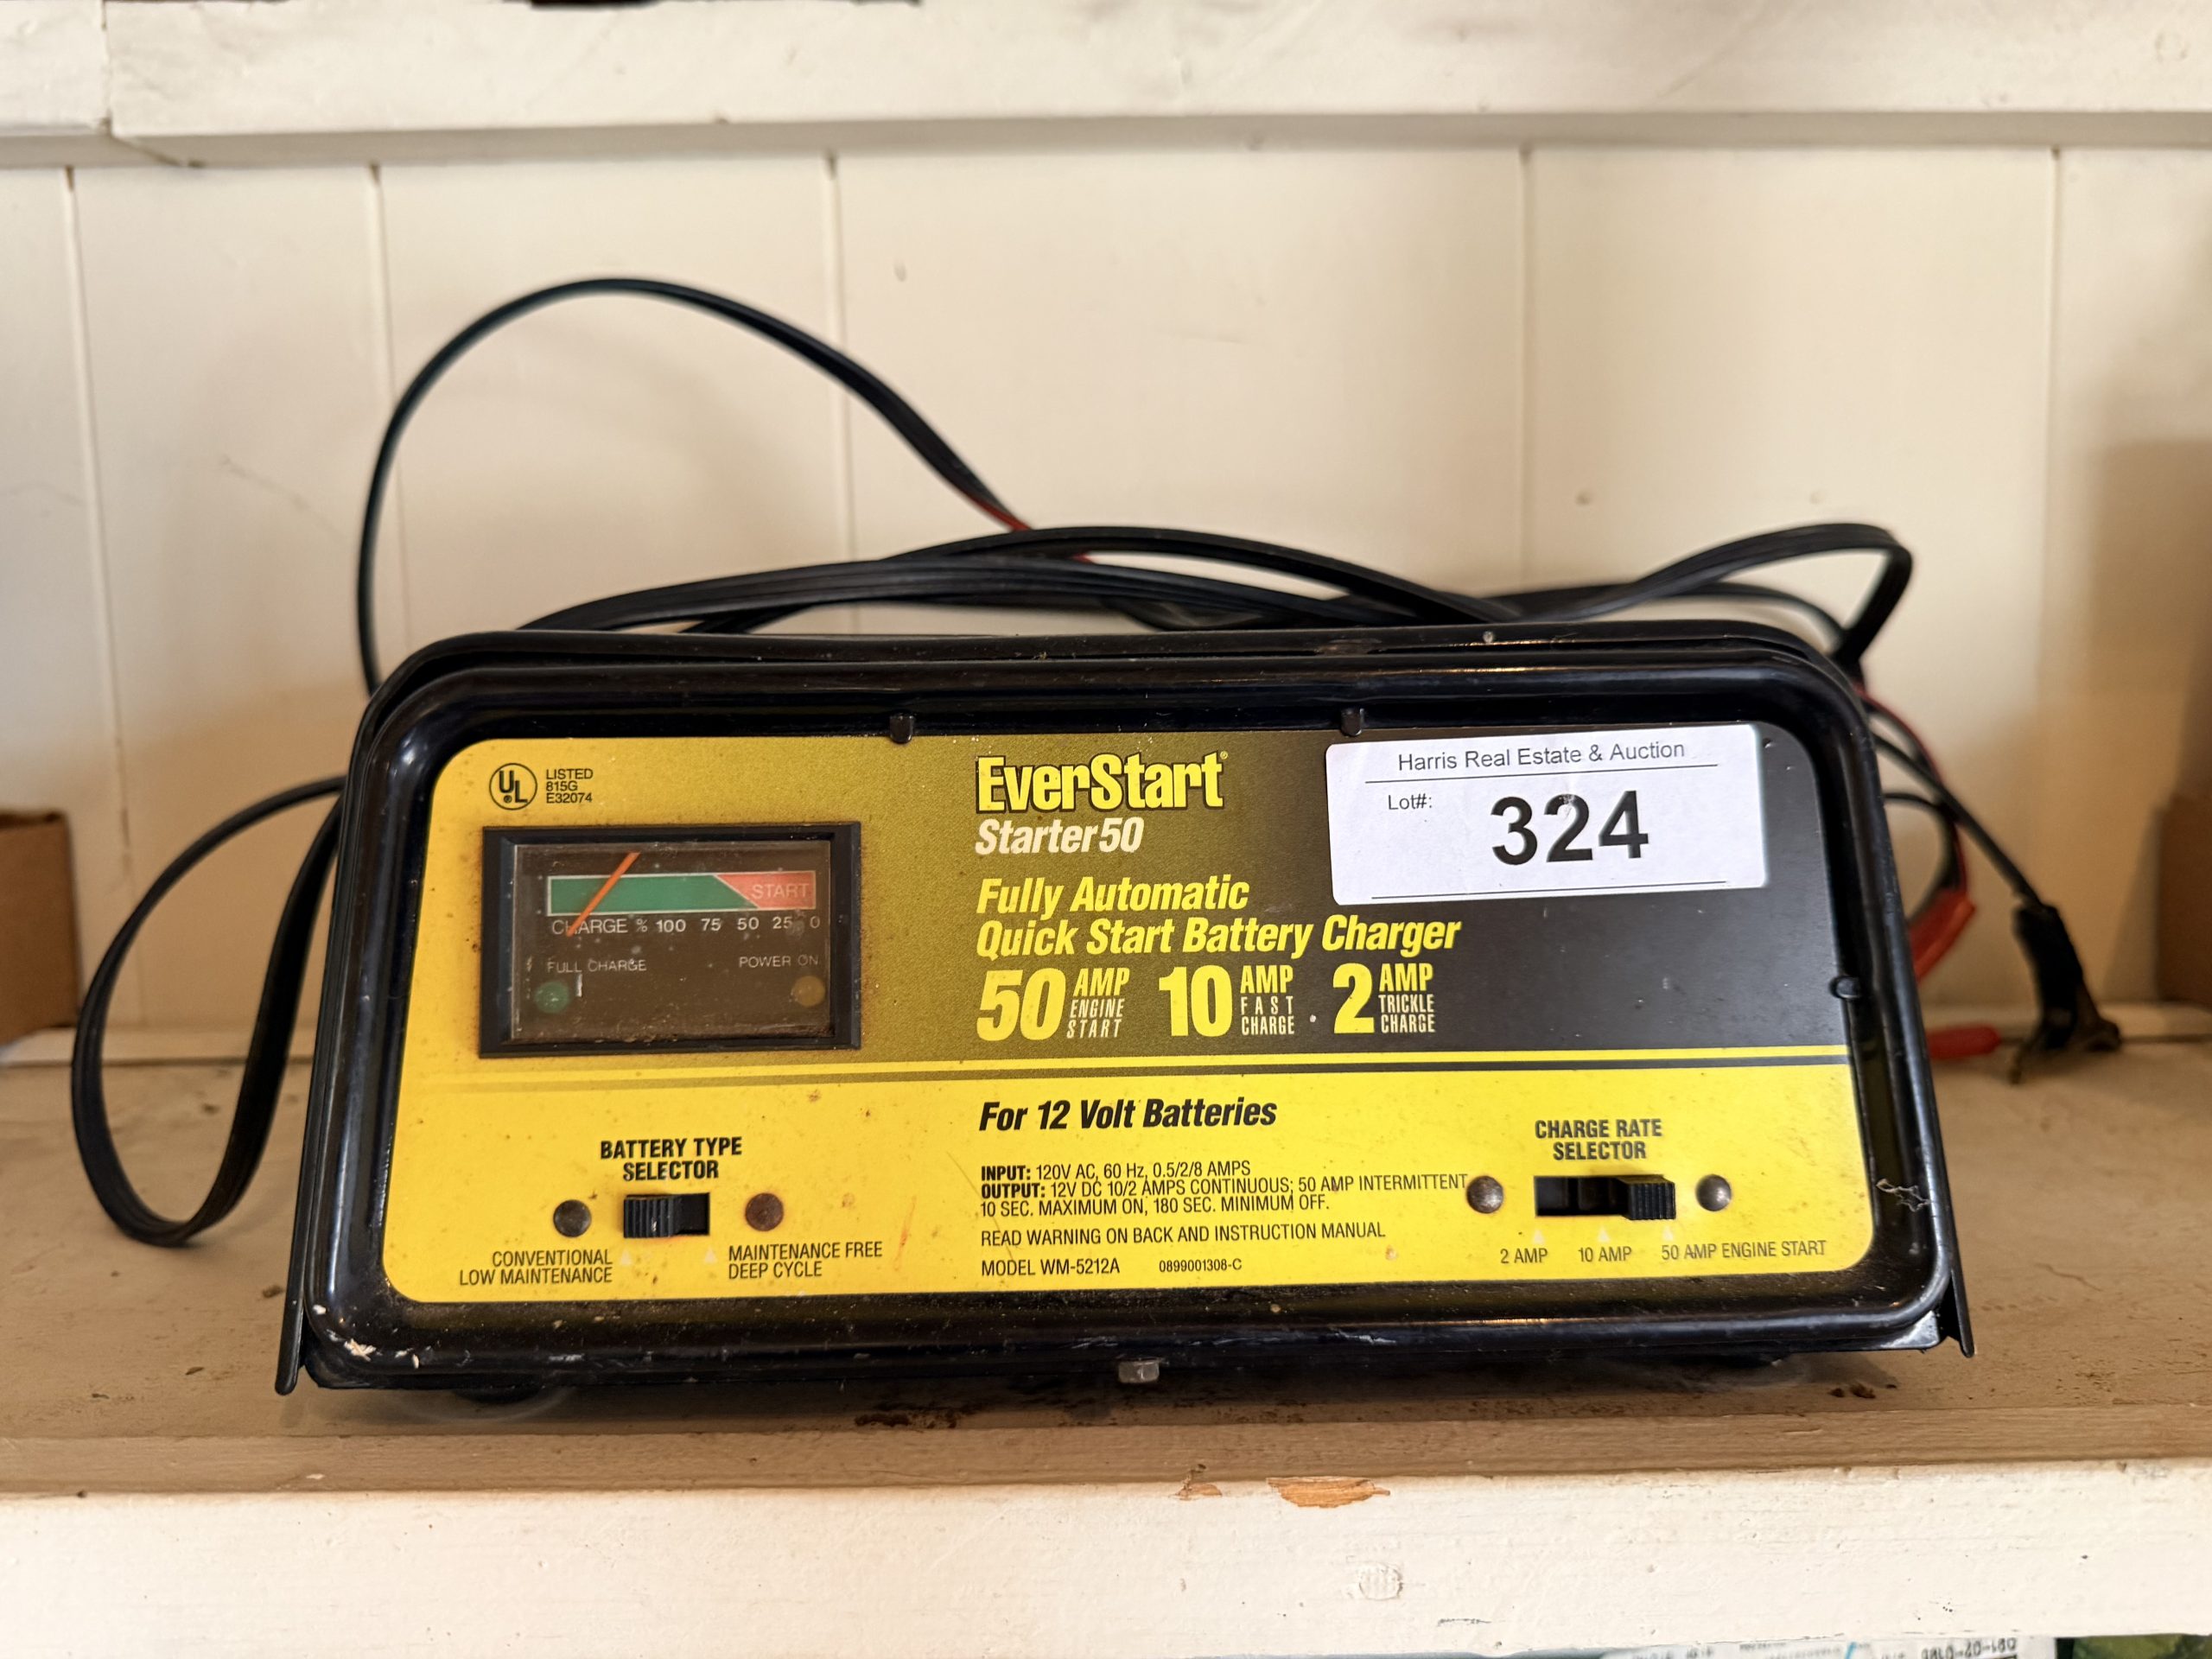 UL
LISTED
815G
E32074
START
CHARGE % 100 75 50 25 0
FULL CHARGE
POWER ON
EverStart®
Starter50
Fully Automatic
Quick Start Battery Charger
50 AMP ENGINE START
10 AMP FAST CHARGE
2 AMP TRICKLE CHARGE
Harris Real Estate & Auction
Lot#: 324
For 12 Volt Batteries
BATTERY TYPE
SELECTOR
CONVENTIONAL
LOW MAINTENANCE
MAINTENANCE FREE
DEEP CYCLE
INPUT: 120V AC, 60 Hz, 0.5/2/8 AMPS
OUTPUT: 12V DC 10/2 AMPS CONTINUOUS; 50 AMP INTERMITTENT
10 SEC. MAXIMUM ON, 180 SEC. MINIMUM OFF.
READ WARNING ON BACK AND INSTRUCTION MANUAL
MODEL WM-5212A 0899001308-C
CHARGE RATE
SELECTOR
2 AMP 10 AMP 50 AMP ENGINE START